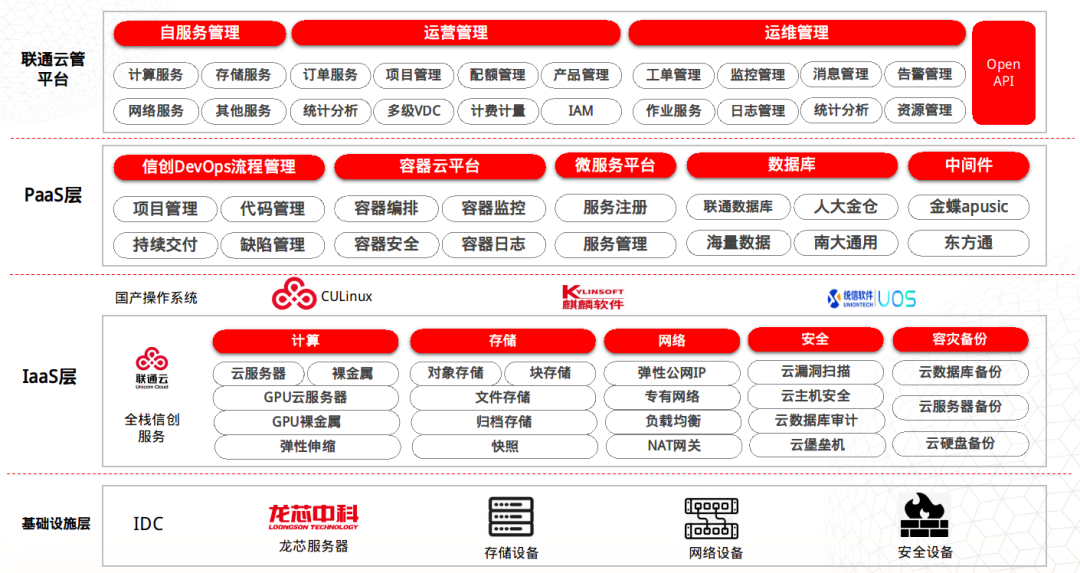 联通云管
平台
自服务管理
运营管理
运维管理
Open
API
计算服务
存储服务
订单服务
项目管理
配额管理
产品管理
工单管理
监控管理
消息管理
告警管理
网络服务
其他服务
统计分析
多级VDC
计费计量
IAM
作业服务
日志管理
统计分析
资源管理
PaaS层
信创DevOps流程管理
容器云平台
微服务平台
数据库
中间件
项目管理
代码管理
容器编排
容器监控
服务注册
联通数据库
人大金仓
金蝶apusic
持续交付
缺陷管理
容器安全
容器日志
服务管理
海量数据
南大通用
东方通
国产操作系统
CULinux
KYLINSOFT
麒麟软件
统信软件
UNIONTECH
UOS
IaaS层
联通云
Unicom Cloud
全栈信创
服务
计算
存储
网络
安全
容灾备份
云服务器
裸金属
对象存储
块存储
弹性公网IP
云漏洞扫描
云数据库备份
GPU云服务器
文件存储
专有网络
云主机安全
云服务器备份
GPU裸金属
归档存储
负载均衡
云数据库审计
弹性伸缩
快照
NAT网关
云堡垒机
云硬盘备份
基础设施层
IDC
龙芯中科
LOONGSON TECHNOLOGY
龙芯服务器
存储设备
网络设备
安全设备